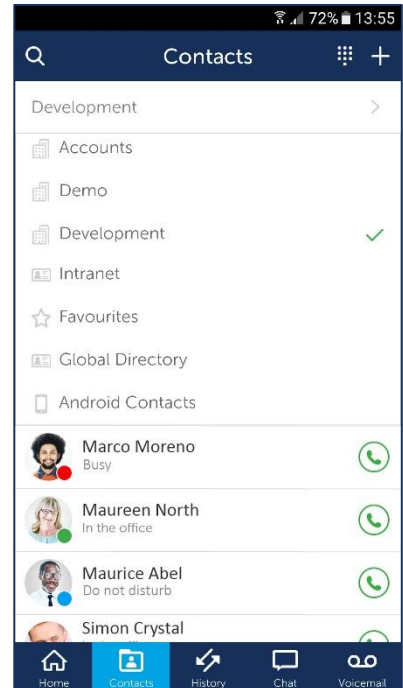 72% 13:55
Contacts
Development
Accounts
Demo
Development
Intranet
Favourites
Global Directory
Android Contacts
Marco Moreno
Busy
Maureen North
In the office
Maurice Abel
Do not disturb
Simon Crystal
Home Contacts History Chat Voicemail